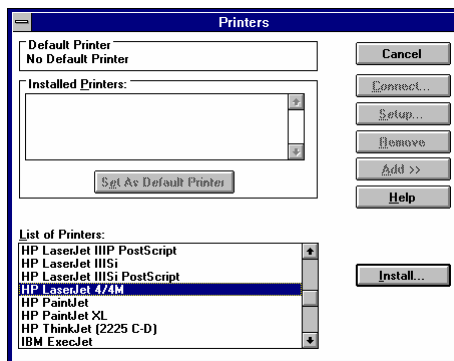 Printers
Default Printer
No Default Printer
Cancel
Installed Printers:
Connect...
Setup...
Remove
Set As Default Printer
Add >>
Help
List of Printers:
HP LaserJet IIIP PostScript
HP LaserJet IIISi
HP LaserJet IIISi PostScript
HP LaserJet 4/4M
HP PaintJet
HP PaintJet XL
HP ThinkJet (2225 C-D)
IBM ExecJet
Install...